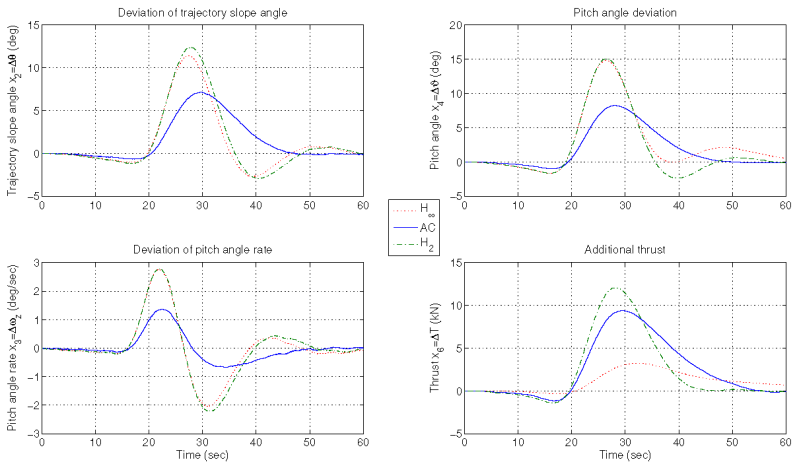 Deviation of trajectory slope angle
Trajectory slope angle x₂=Δθ (deg)
15
10
5
0
−5
0 10 20 30 40 50 60
Pitch angle deviation
Pitch angle x₄=Δϑ (deg)
20
15
10
5
0
−5
0 10 20 30 40 50 60
H∞
AC
H₂
Deviation of pitch angle rate
Pitch angle rate x₃=Δω_z (deg/sec)
3
2
1
0
−1
−2
−3
0 10 20 30 40 50 60
Time (sec)
Additional thrust
Thrust x₆=ΔT (kN)
15
10
5
0
−5
0 10 20 30 40 50 60
Time (sec)